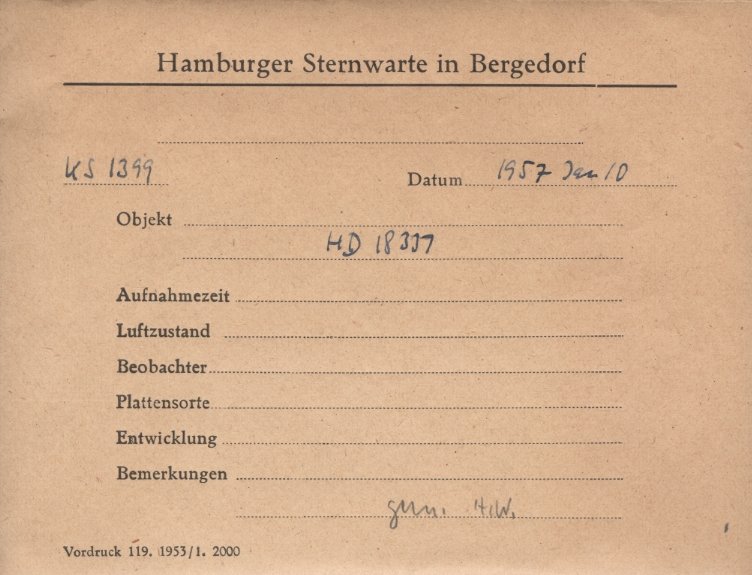 Hamburger Sternwarte in Bergedorf
KS 1399 Datum 1957 Jan 10
Objekt
HD 18337
Aufnahmezeit
Luftzustand
Beobachter
Plattensorte
Entwicklung
Bemerkungen
gem. H.W.
Vordruck 119. 1953/1. 2000